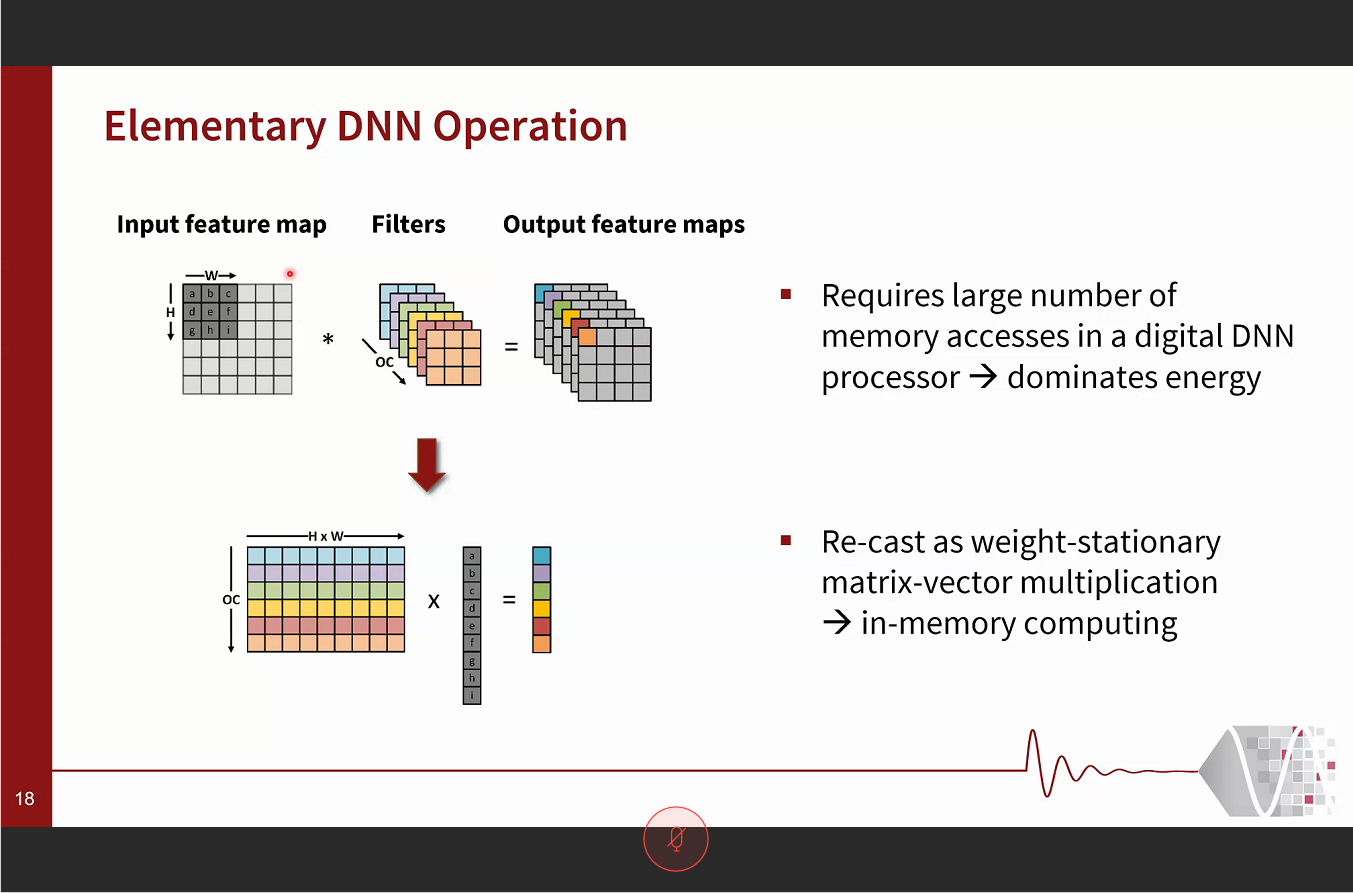 Elementary DNN Operation
Input feature map
Filters
Output feature maps
W
H
a b c
d e f
g h i
*
OC
=
▪ Requires large number of
memory accesses in a digital DNN
processor → dominates energy
H x W
OC
x
a
b
c
d
e
f
g
h
i
=
▪ Re-cast as weight-stationary
matrix-vector multiplication
→ in-memory computing
18